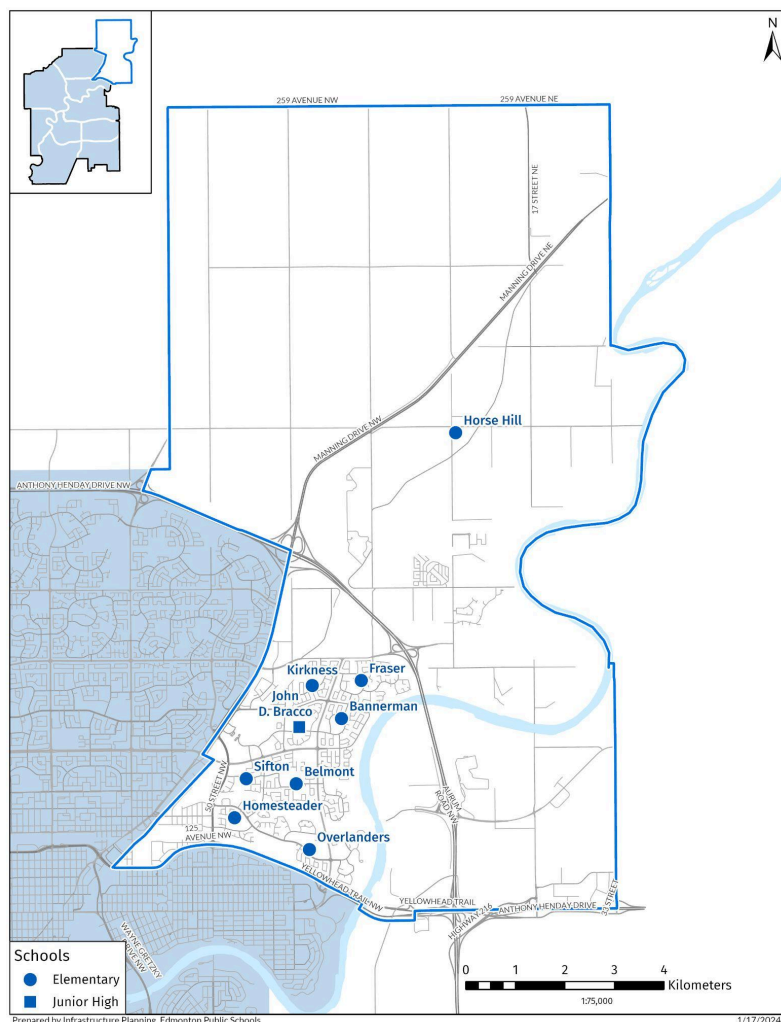 N
259 AVENUE NW
259 AVENUE NE
17 STREET NE
MANNING DRIVE NE
MANNING DRIVE NW
Horse Hill
ANTHONY HENDAY DRIVE NW
Kirkness
Fraser
John
D. Bracco
Bannerman
50 STREET NW
Sifton
Belmont
Homesteader
125
AVENUE NW
Overlanders
AURUM
ROAD NW
YELLOWHEAD TRAIL NW
YELLOWHEAD TRAIL
HIGHWAY 216
ANTHONY HENDAY DRIVE
33 STREET
WAYNE GRETZKY
DRIVE NW
Schools
Elementary
Junior High
0 1 2 3 4
Kilometers
1:75,000
Prepared by Infrastructure Planning, Edmonton Public Schools
1/17/2024